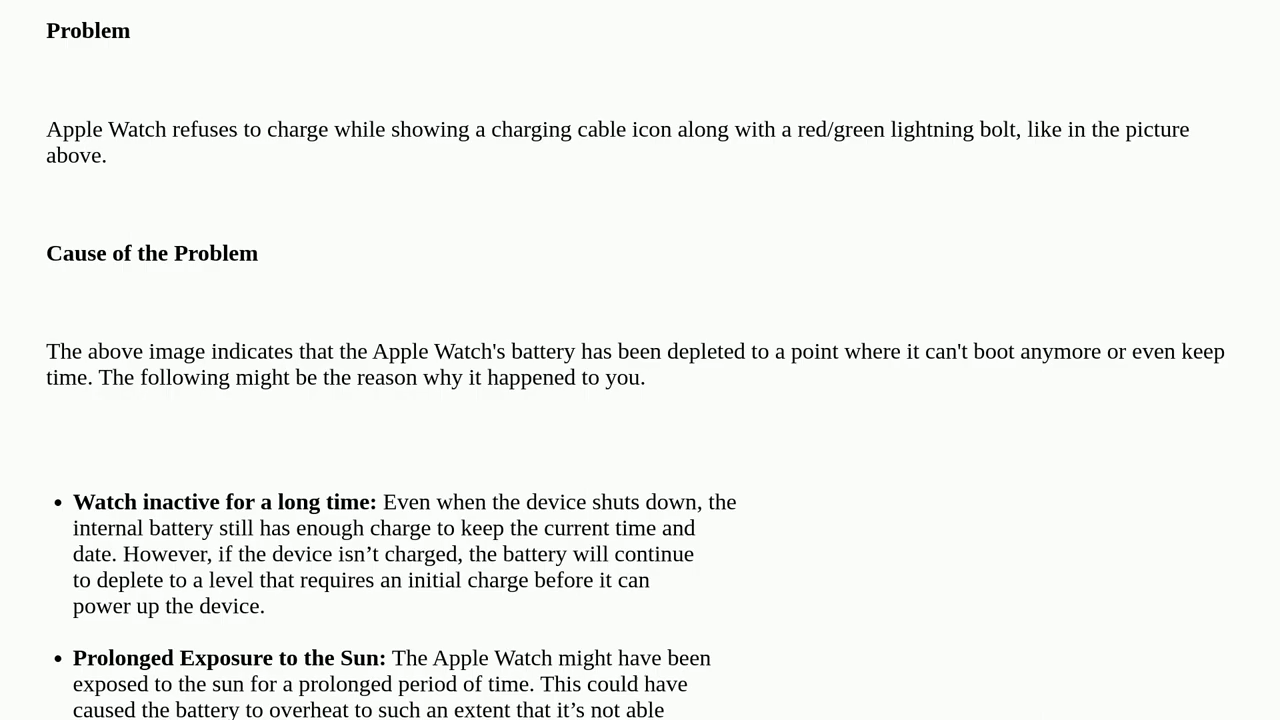 Problem
Apple Watch refuses to charge while showing a charging cable icon along with a red/green lightning bolt, like in the picture
above.
Cause of the Problem
The above image indicates that the Apple Watch's battery has been depleted to a point where it can't boot anymore or even keep
time. The following might be the reason why it happened to you.
• Watch inactive for a long time: Even when the device shuts down, the
internal battery still has enough charge to keep the current time and
date. However, if the device isn’t charged, the battery will continue
to deplete to a level that requires an initial charge before it can
power up the device.
• Prolonged Exposure to the Sun: The Apple Watch might have been
exposed to the sun for a prolonged period of time. This could have
caused the battery to overheat to such an extent that it’s not able